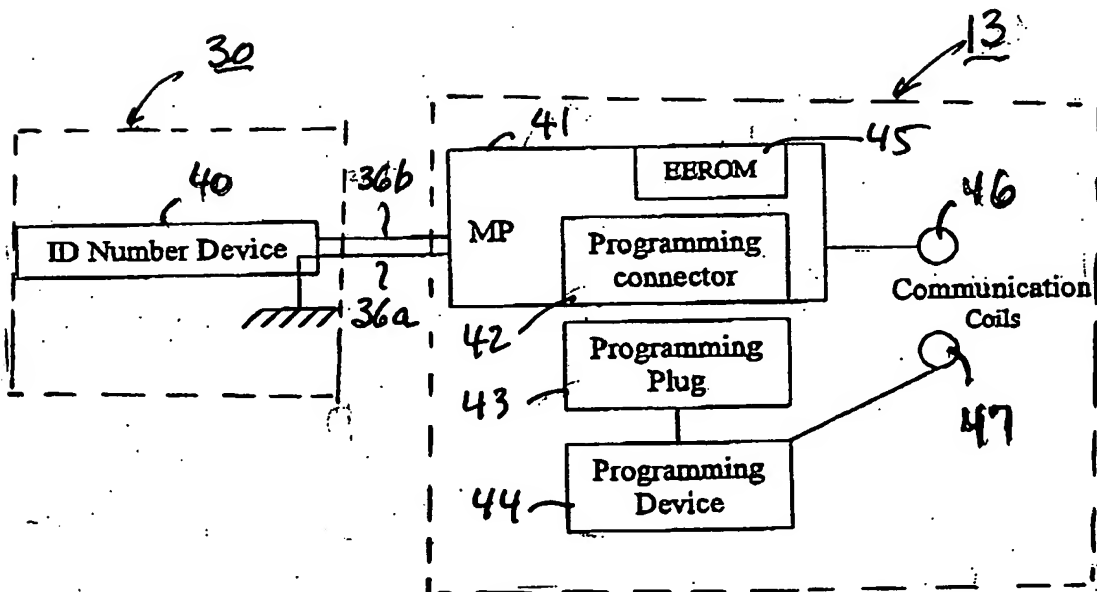 30
13
41
45
EEROM
40
36b
46
ID Number Device
MP
Programming
connector
Communication
Coils
36a
42
Programming
Plug
43
47
Programming
Device
44